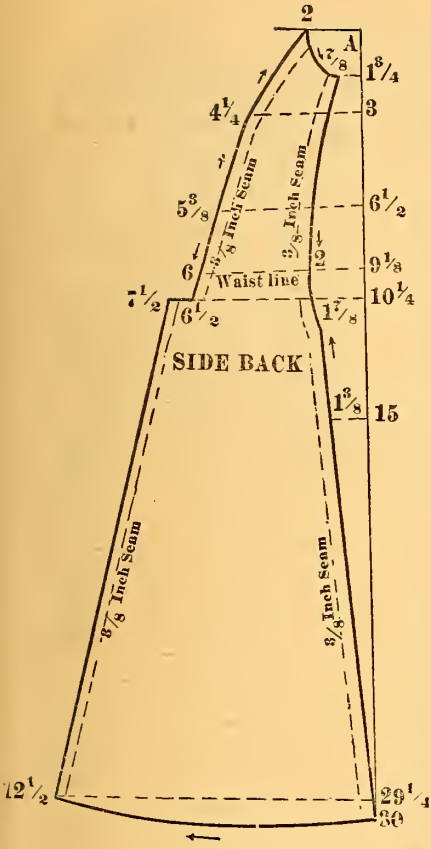 2
A
7/8
1 3/4
4 1/4
3
5 3/8
6 1/2
3/8 Inch Seam
3/8 Inch Seam
2
6
9 1/8
Waist line
7 1/2
6 1/2
1 7/8
10 1/4
SIDE BACK
1 3/8
15
3/8 Inch Seam
3/8 Inch Seam
12 1/2
29 1/4
30